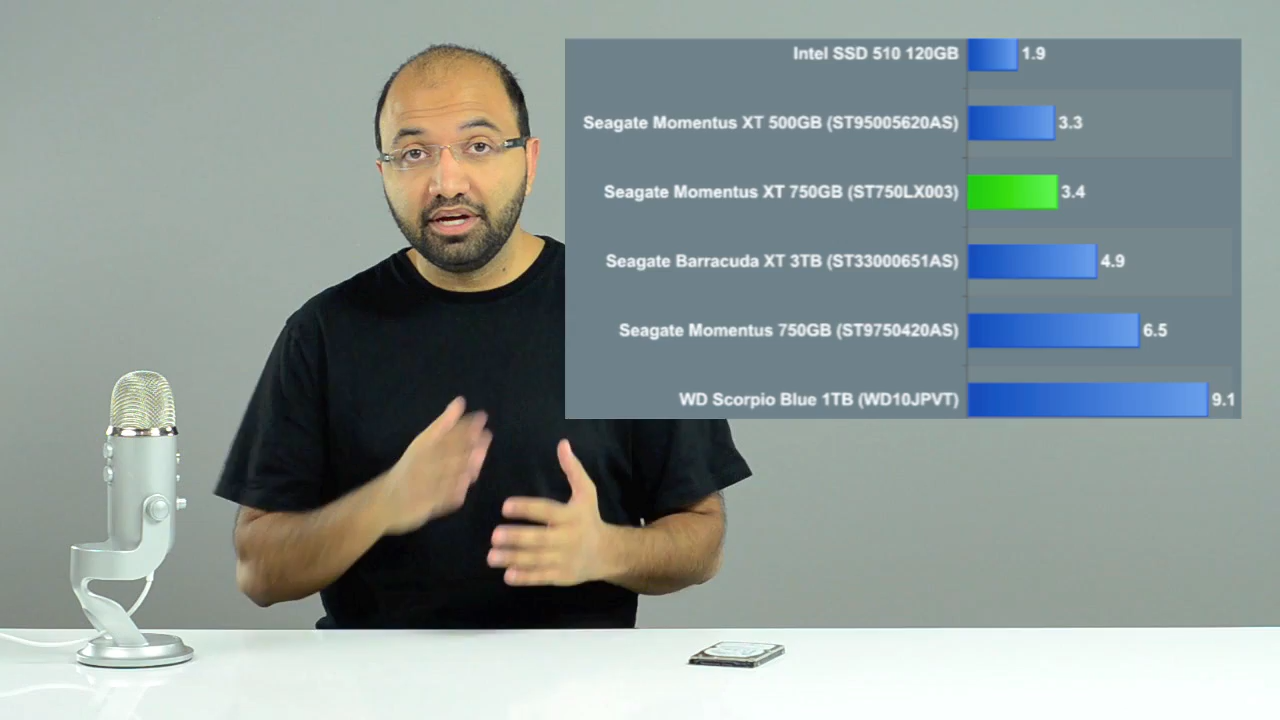 Intel SSD 510 120GB 1.9
Seagate Momentus XT 500GB (ST95005620AS) 3.3
Seagate Momentus XT 750GB (ST750LX003) 3.4
Seagate Barracuda XT 3TB (ST33000651AS) 4.9
Seagate Momentus 750GB (ST9750420AS) 6.5
WD Scorpio Blue 1TB (WD10JPVT) 9.1